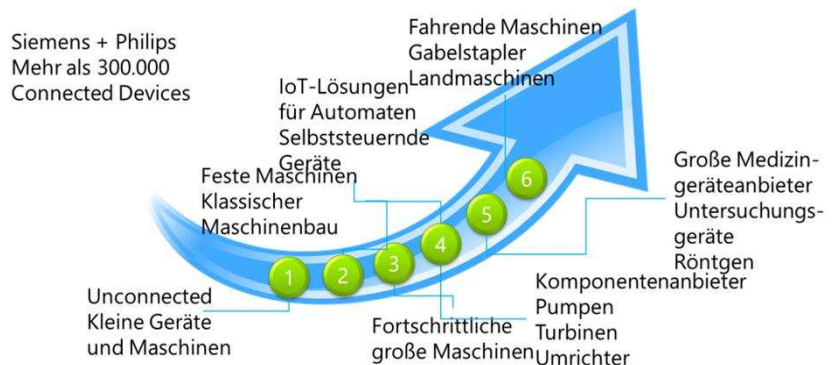 Siemens + Philips
Mehr als 300.000
Connected Devices
Fahrende Maschinen
Gabelstapler
Landmaschinen
IoT-Lösungen
für Automaten
Selbststeuernde
Geräte
Feste Maschinen
Klassischer
Maschinenbau
Große Medizin-
geräteanbieter
Untersuchungs-
geräte
Röntgen
1
2
3
4
5
6
Unconnected
Kleine Geräte
und Maschinen
Fortschrittliche
große Maschinen
Komponentenanbieter
Pumpen
Turbinen
Umrichter